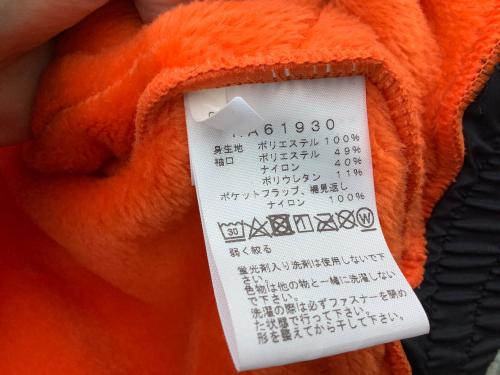 A61930
身生地 ポリエステル 100%
袖口 ポリエステル 49%
ナイロン 40%
ポリウレタン 11%
ポケットフラップ、裾見返し
ナイロン 100%
30 W
弱く絞る
蛍光剤入り洗剤は使用しないで下
さい。
色物は他の物と一緒に洗濯しない
で下さい。
洗濯の際は必ずファスナーを閉め
た状態で行って下さい。
形を整えてから干して下さい。